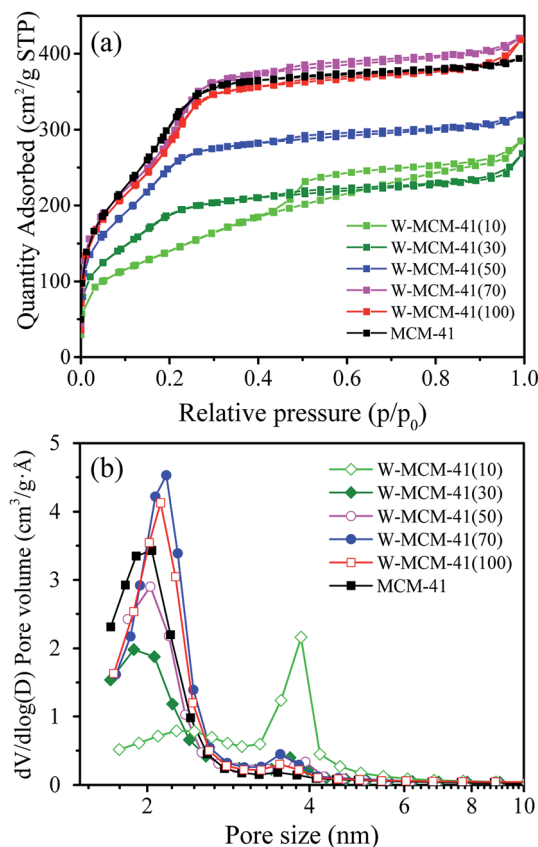 (a)
Quantity Adsorbed (cm²/g STP)
400
300
200
100
0
W-MCM-41(10)
W-MCM-41(30)
W-MCM-41(50)
W-MCM-41(70)
W-MCM-41(100)
MCM-41
0.0 0.2 0.4 0.6 0.8 1.0
Relative pressure (p/p₀)
(b)
dV/dlog(D) Pore volume (cm³/g·Å)
5
4
3
2
1
0
W-MCM-41(10)
W-MCM-41(30)
W-MCM-41(50)
W-MCM-41(70)
W-MCM-41(100)
MCM-41
2 4 6 8 10
Pore size (nm)